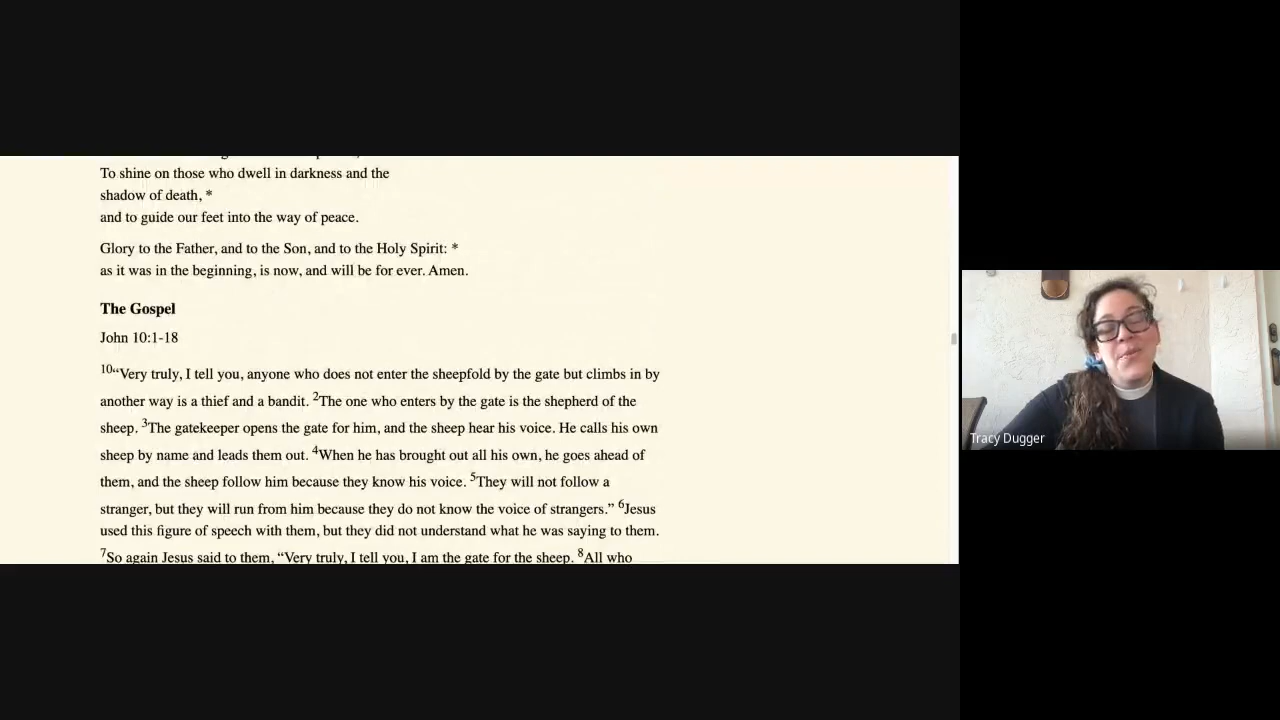 To shine on those who dwell in darkness and the
shadow of death, *
and to guide our feet into the way of peace.
Glory to the Father, and to the Son, and to the Holy Spirit: *
as it was in the beginning, is now, and will be for ever. Amen.
The Gospel
John 10:1-18
10“Very truly, I tell you, anyone who does not enter the sheepfold by the gate but climbs in by
another way is a thief and a bandit. 2The one who enters by the gate is the shepherd of the
sheep. 3The gatekeeper opens the gate for him, and the sheep hear his voice. He calls his own
sheep by name and leads them out. 4When he has brought out all his own, he goes ahead of
them, and the sheep follow him because they know his voice. 5They will not follow a
stranger, but they will run from him because they do not know the voice of strangers.” 6Jesus
used this figure of speech with them, but they did not understand what he was saying to them.
7So again Jesus said to them, “Very truly, I tell you, I am the gate for the sheep. 8All who
Tracy Dugger